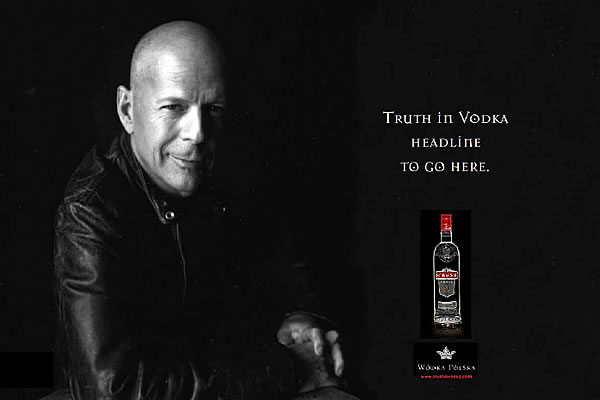 Truth in Vodka
headline
to go here.
Wódka Polska